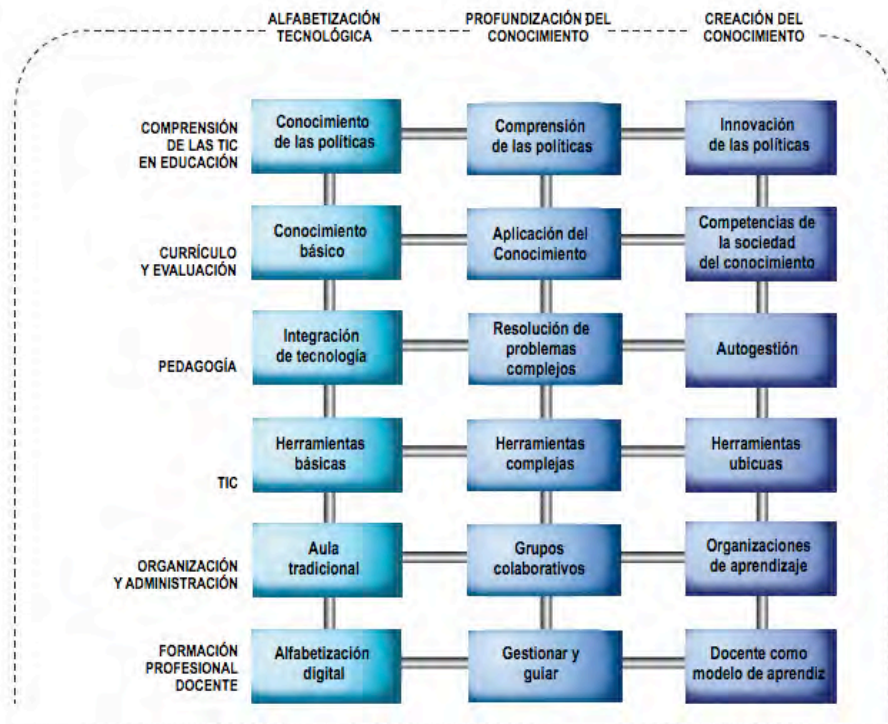 ALFABETIZACIÓN
TECNOLÓGICA
PROFUNDIZACIÓN DEL
CONOCIMIENTO
CREACIÓN DEL
CONOCIMIENTO
COMPRENSIÓN
DE LAS TIC
EN EDUCACIÓN
Conocimiento
de las políticas
Comprensión
de las políticas
Innovación
de las políticas
CURRÍCULO
Y EVALUACIÓN
Conocimiento
básico
Aplicación del
Conocimiento
Competencias de
la sociedad
del conocimiento
PEDAGOGÍA
Integración
de tecnología
Resolución de
problemas
complejos
Autogestión
TIC
Herramientas
básicas
Herramientas
complejas
Herramientas
ubicuas
ORGANIZACIÓN
Y ADMINISTRACIÓN
Aula
tradicional
Grupos
colaborativos
Organizaciones
de aprendizaje
FORMACIÓN
PROFESIONAL
DOCENTE
Alfabetización
digital
Gestionar y
guiar
Docente como
modelo de aprendiz